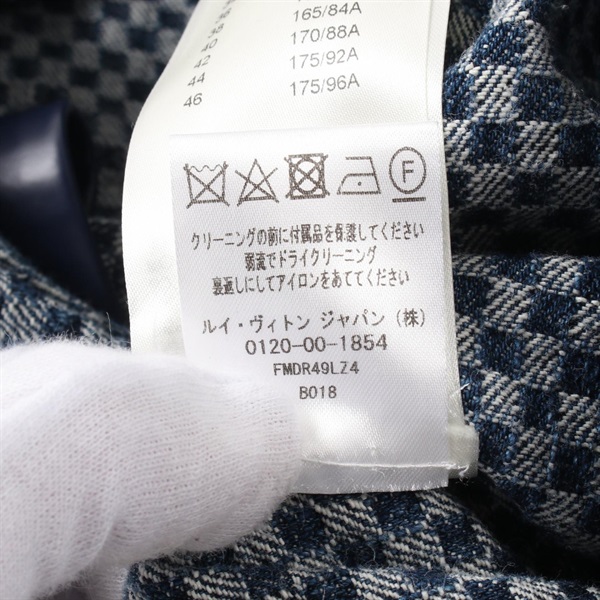 165/84A
40 170/88A
42 175/92A
44 175/96A
46
F
クリーニングの前に付属品を保護してください
弱流でドライクリーニング
裏返しにしてアイロンをあててください
ルイ・ヴィトン ジャパン (株)
0120-00-1854
FMDR49LZ4
B018